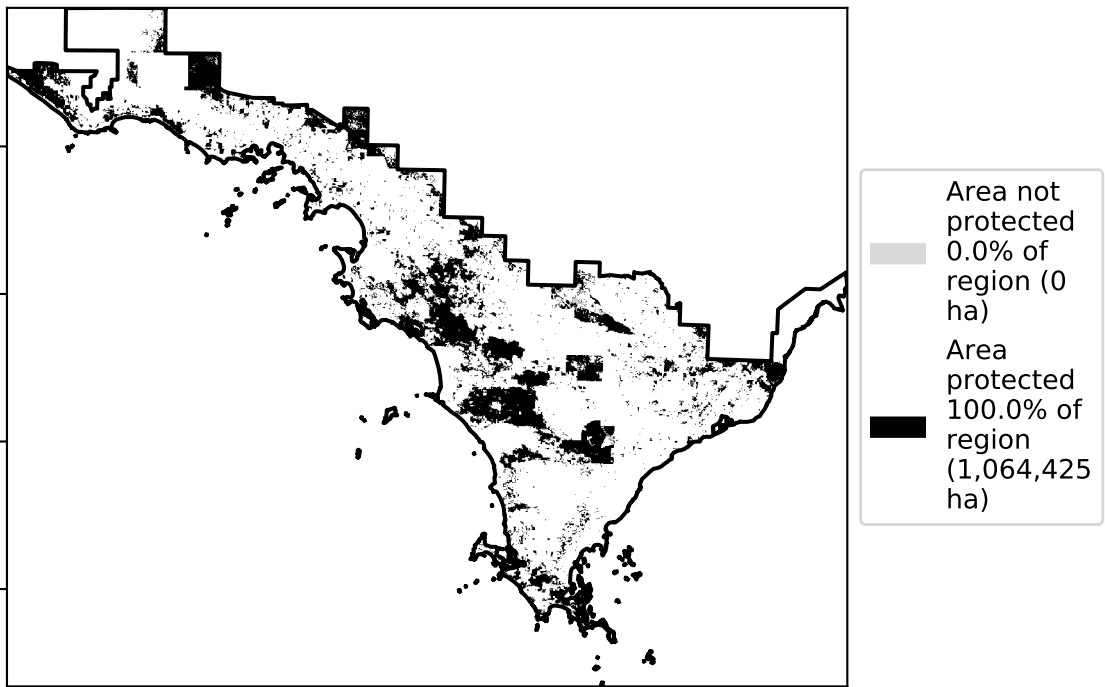 Area not
protected
0.0% of
region (0
ha)
Area
protected
100.0% of
region
(1,064,425
ha)